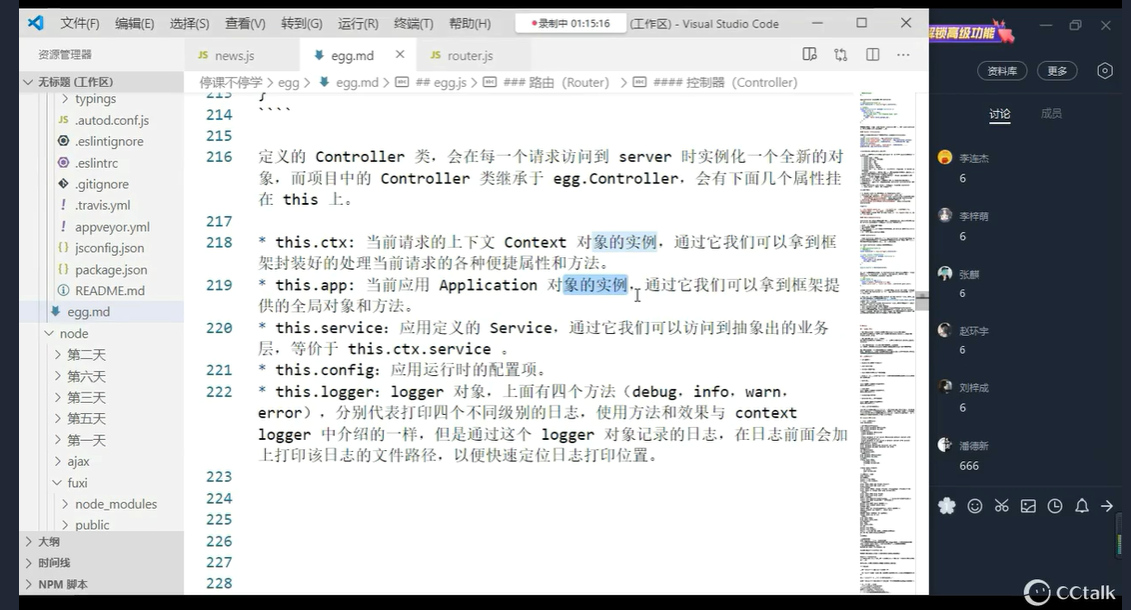 文件(F) 编辑(E) 选择(S) 查看(V) 转到(G) 运行(R) 终端(T) 帮助(H) 录制中 01:15:16 (工作区) - Visual Studio Code
解锁高级功能
资源管理器
JS news.js egg.md × JS router.js
资料库 更多
无标题 (工作区)
停课不停学 > egg > egg.md > ## egg.js > ### 路由 (Router) > #### 控制器 (Controller)
讨论 成员
typings
JS .autod.conf.js
.eslintignore
.eslintrc
.gitignore
! .travis.yml
! appveyor.yml
{} jsconfig.json
{} package.json
README.md
egg.md
node
第二天
第六天
第三天
第五天
第一天
ajax
fuxi
node_modules
public
大纲
时间线
NPM 脚本
213 }
214 ````
215
216 定义的 Controller 类，会在每一个请求访问到 server 时实例化一个全新的对
象，而项目中的 Controller 类继承于 egg.Controller，会有下面几个属性挂
在 this 上。
217
218 * this.ctx: 当前请求的上下文 Context 对象的实例，通过它我们可以拿到框
架封装好的处理当前请求的各种便捷属性和方法。
219 * this.app: 当前应用 Application 对象的实例，通过它我们可以拿到框架提
供的全局对象和方法。
220 * this.service：应用定义的 Service，通过它我们可以访问到抽象出的业务
层，等价于 this.ctx.service 。
221 * this.config：应用运行时的配置项。
222 * this.logger：logger 对象，上面有四个方法（debug，info，warn，
error），分别代表打印四个不同级别的日志，使用方法和效果与 context
logger 中介绍的一样，但是通过这个 logger 对象记录的日志，在日志前面会加
上打印该日志的文件路径，以便快速定位日志打印位置。
223
224
225
226
227
228
李连杰
6
李梓萌
6
张麒
6
赵环宇
6
刘梓成
6
潘德新
666
CCtalk